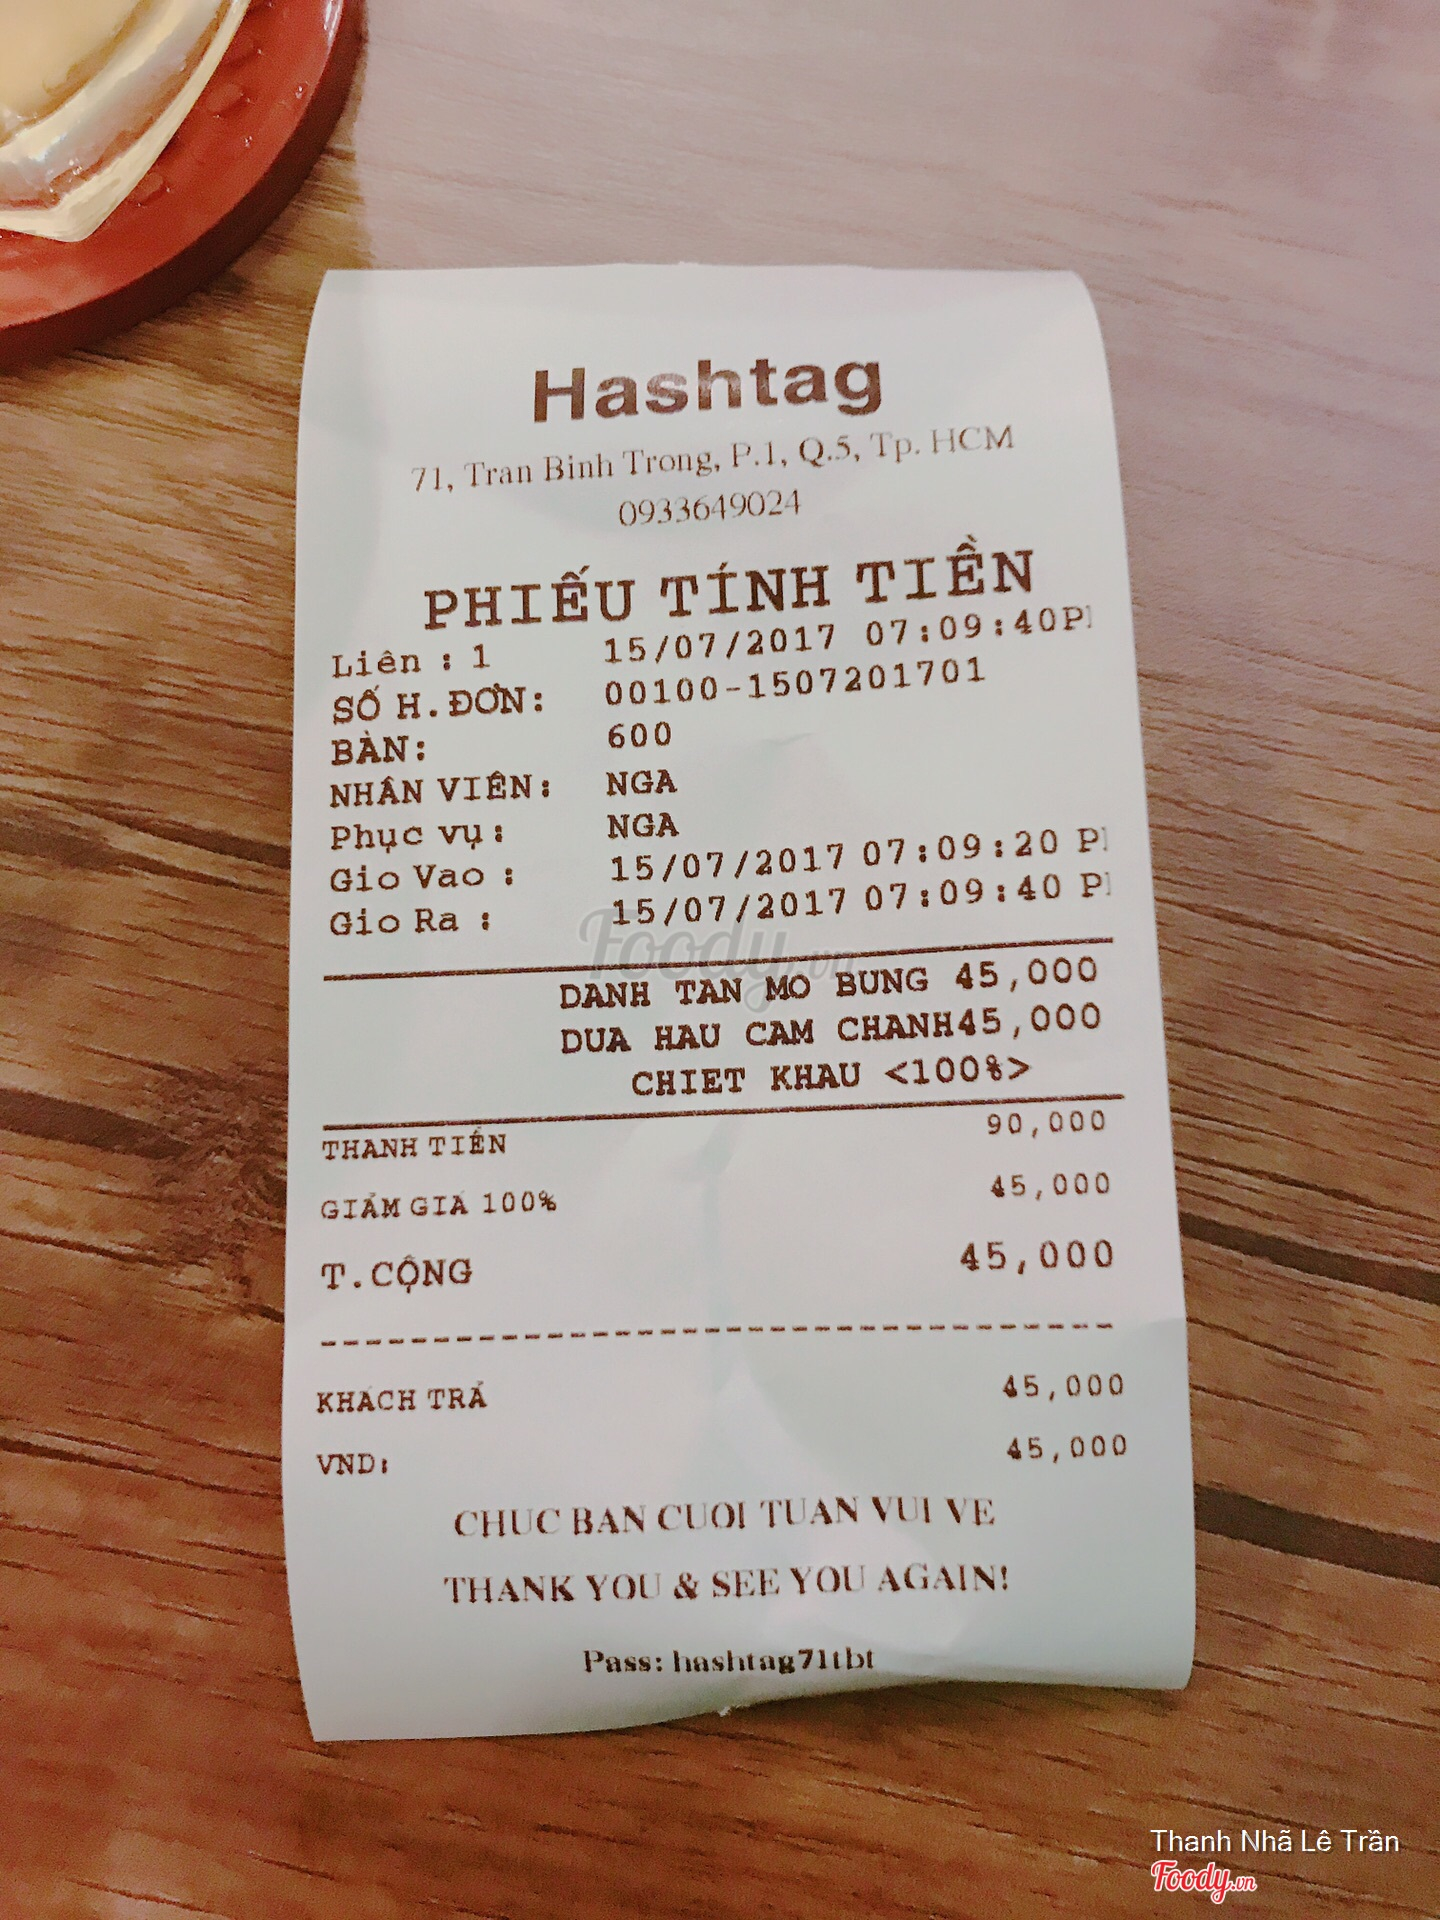 Hashtag
71, Tran Binh Trong, P.1, Q.5, Tp. HCM
0933649024
PHIẾU TÍNH TIỀN
Liên : 1 15/07/2017 07:09:40P
SỐ H.ĐƠN: 00100-1507201701
BÀN: 600
NHÂN VIÊN: NGA
Phục vụ: NGA
Gio Vao : 15/07/2017 07:09:20 P
Gio Ra : 15/07/2017 07:09:40 P
Foody.vn
DANH TAN MO BUNG 45,000
DUA HAU CAM CHANH45,000
CHIET KHAU <100%>
THANH TIỀN 90,000
GIẢM GIÁ 100% 45,000
T.CỘNG 45,000
KHÁCH TRẢ 45,000
VND: 45,000
CHUC BAN CUOI TUAN VUI VE
THANK YOU & SEE YOU AGAIN!
Pass: hashtag71tbt
Thanh Nhã Lê Trần
Foody.vn